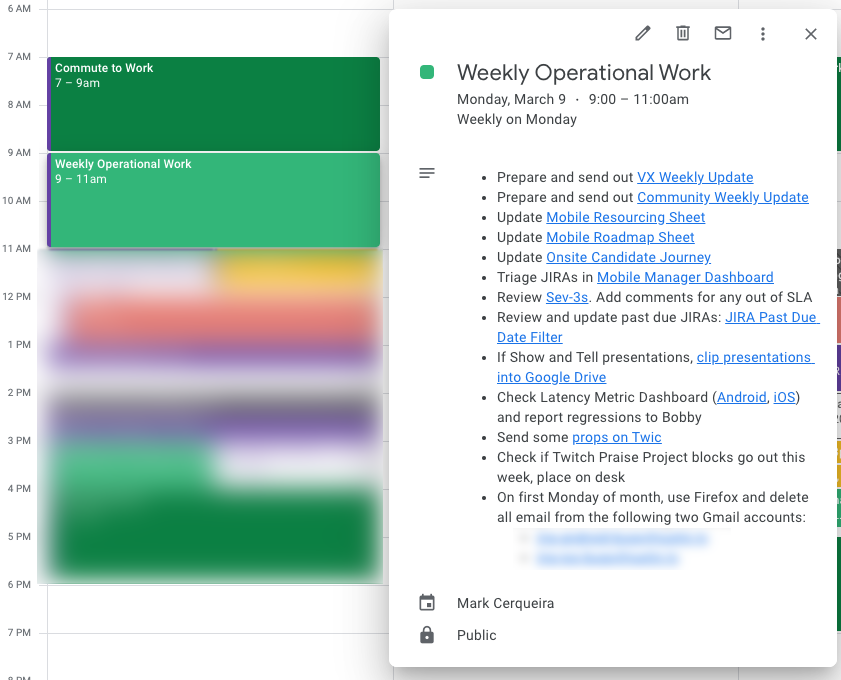 6 AM
7 AM
8 AM
9 AM
10 AM
11 AM
12 PM
1 PM
2 PM
3 PM
4 PM
5 PM
6 PM
7 PM
Commute to Work
7 – 9am
Weekly Operational Work
9 – 11am
Weekly Operational Work
Monday, March 9 · 9:00 – 11:00am
Weekly on Monday
• Prepare and send out VX Weekly Update
• Prepare and send out Community Weekly Update
• Update Mobile Resourcing Sheet
• Update Mobile Roadmap Sheet
• Update Onsite Candidate Journey
• Triage JIRAs in Mobile Manager Dashboard
• Review Sev-3s. Add comments for any out of SLA
• Review and update past due JIRAs: JIRA Past Due
Date Filter
• If Show and Tell presentations, clip presentations
into Google Drive
• Check Latency Metric Dashboard (Android, iOS)
and report regressions to Bobby
• Send some props on Twic
• Check if Twitch Praise Project blocks go out this
week, place on desk
• On first Monday of month, use Firefox and delete
all email from the following two Gmail accounts:
Mark Cerqueira
Public